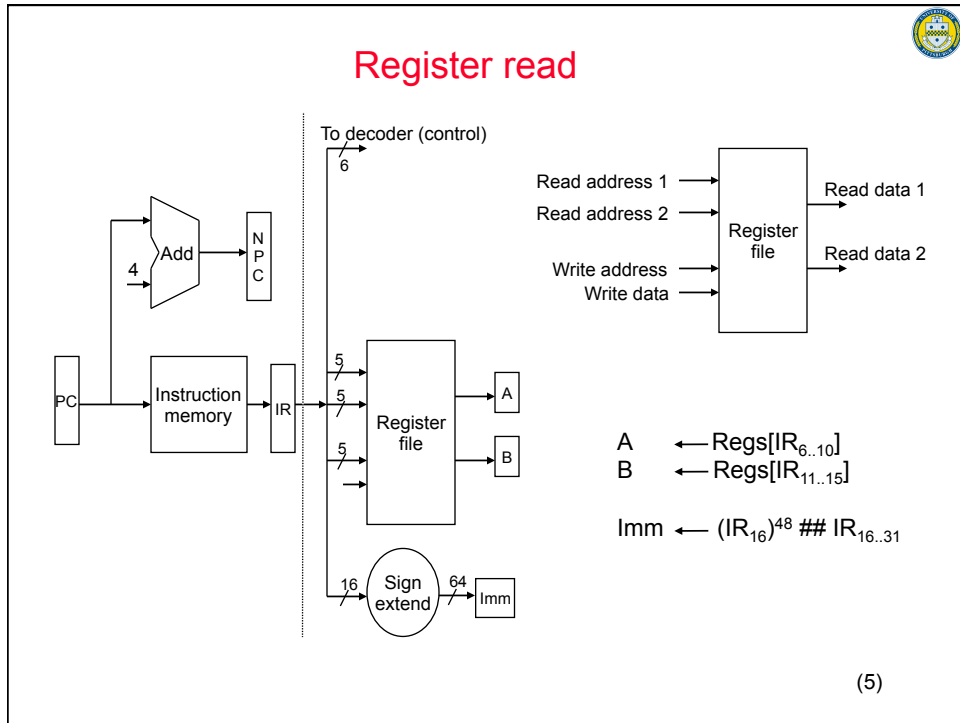 Register read
To decoder (control)
6
Add
4
N
P
C
PC
Instruction
memory
IR
5
5
5
Register
file
A
B
16
Sign
extend
64
Imm
Read address 1
Read address 2
Write address
Write data
Register
file
Read data 1
Read data 2
A ← Regs[IR6..10]
B ← Regs[IR11..15]
Imm ← (IR16)48 ## IR16..31
(5)